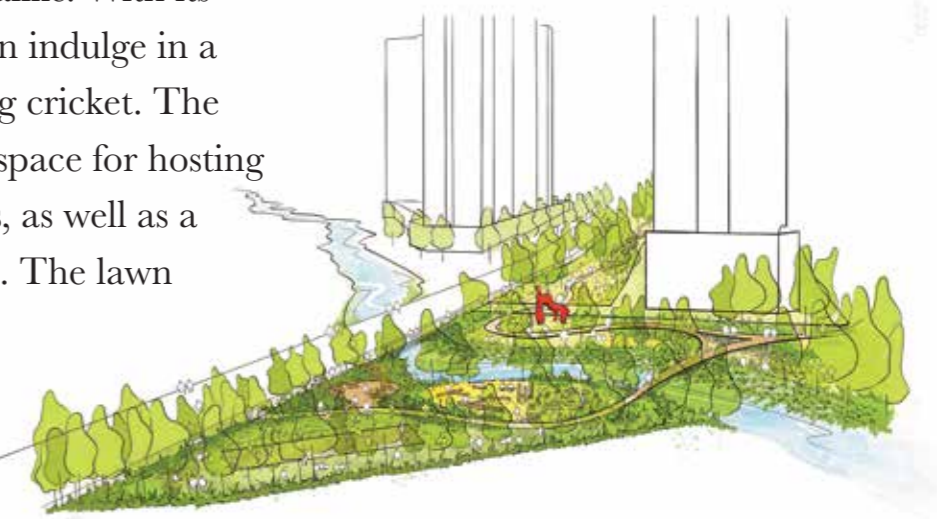 n indulge in a
g cricket. The
space for hosting
, as well as a
. The lawn